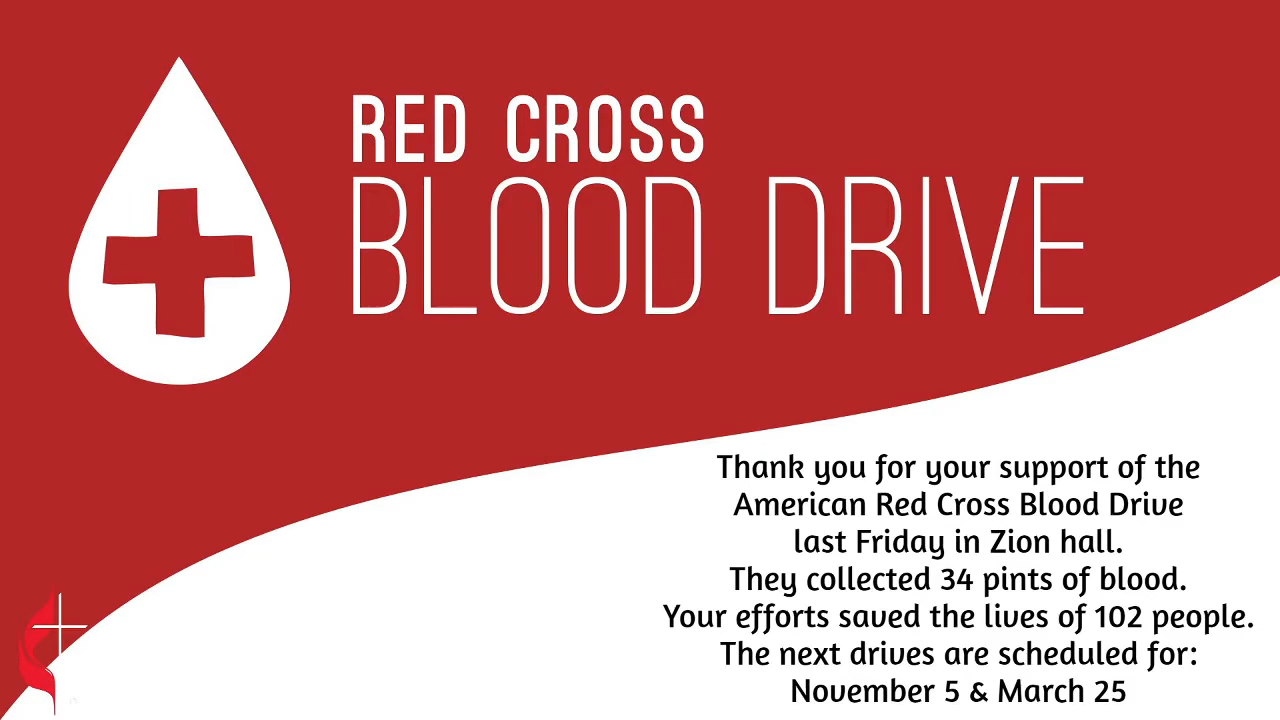 RED CROSS
BLOOD DRIVE
Thank you for your support of the
American Red Cross Blood Drive
last Friday in Zion hall.
They collected 34 pints of blood.
Your efforts saved the lives of 102 people.
The next drives are scheduled for:
November 5 & March 25